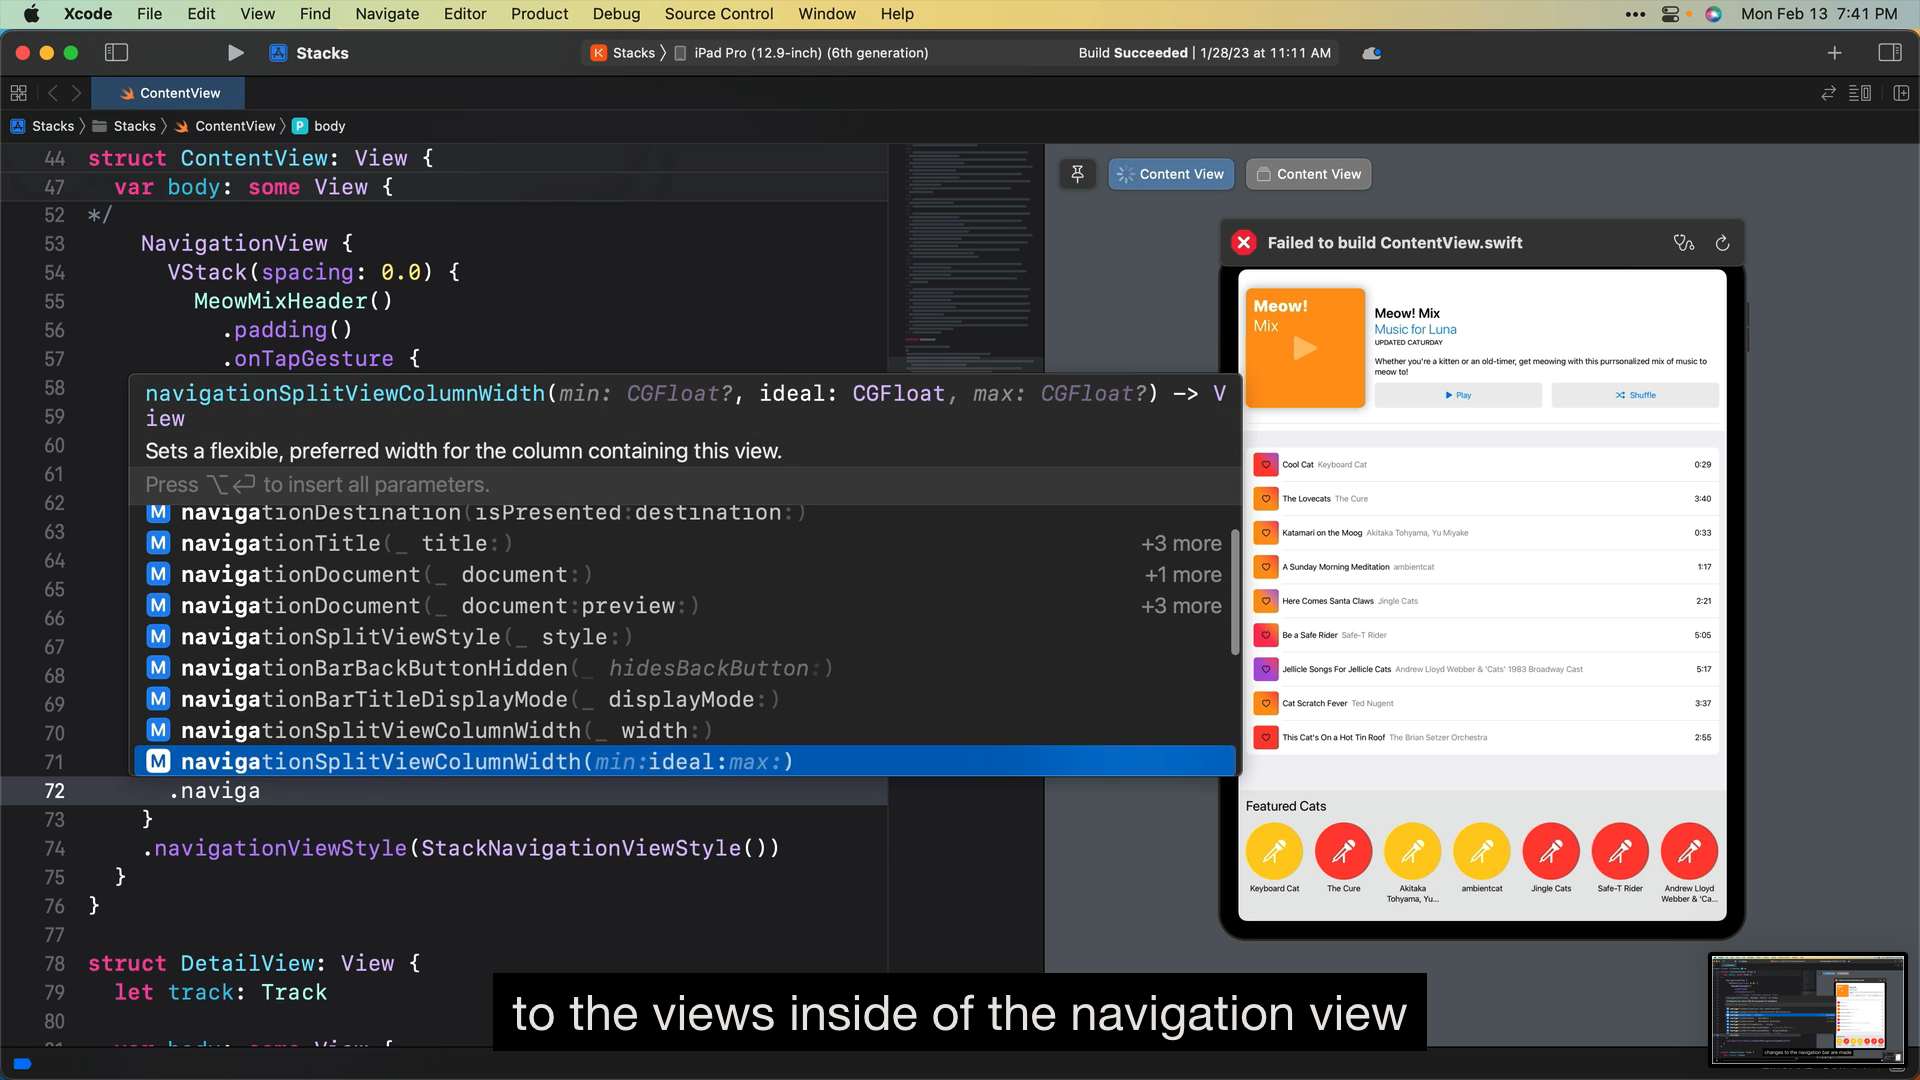 Xcode File Edit View Find Navigate Editor Product Debug Source Control Window Help Mon Feb 13 7:41 PM
Stacks Stacks iPad Pro (12.9-inch) (6th generation) Build Succeeded | 1/28/23 at 11:11 AM
ContentView
Stacks Stacks ContentView P body
44 struct ContentView: View {
47 var body: some View {
52 */
53 NavigationView {
54 VStack(spacing: 0.0) {
55 MeowMixHeader()
56 .padding()
57 .onTapGesture {
58
59
60
61
62
63
64
65
66
67
68
69
70
71
navigationSplitViewColumnWidth(min: CGFloat?, ideal: CGFloat, max: CGFloat?) -> V
iew
Sets a flexible, preferred width for the column containing this view.
Press ⌥↩ to insert all parameters.
M navigationDestination(isPresented:destination:)
M navigationTitle(_ title:) +3 more
M navigationDocument(_ document:) +1 more
M navigationDocument(_ document:preview:) +3 more
M navigationSplitViewStyle(_ style:)
M navigationBarBackButtonHidden(_ hidesBackButton:)
M navigationBarTitleDisplayMode(_ displayMode:)
M navigationSplitViewColumnWidth(_ width:)
M navigationSplitViewColumnWidth(min:ideal:max:)
72 .naviga
73 }
74 .navigationViewStyle(StackNavigationViewStyle())
75 }
76 }
77
78 struct DetailView: View {
79 let track: Track
80
Content View Content View
Failed to build ContentView.swift
Meow!
Mix
Meow! Mix
Music for Luna
UPDATED CATURDAY
Whether you're a kitten or an old-timer, get meowing with this purrsonalized mix of music to
meow to!
Play Shuffle
Cool Cat Keyboard Cat 0:29
The Lovecats The Cure 3:40
Katamari on the Moog Akitaka Tohyama, Yu Miyake 0:33
A Sunday Morning Meditation ambientcat 1:17
Here Comes Santa Claws Jingle Cats 2:21
Be a Safe Rider Safe-T Rider 5:05
Jellicle Songs For Jellicle Cats Andrew Lloyd Webber & 'Cats' 1983 Broadway Cast 5:17
Cat Scratch Fever Ted Nugent 3:37
This Cat's On a Hot Tin Roof The Brian Setzer Orchestra 2:55
Featured Cats
Keyboard Cat The Cure Akitaka Tohyama, Yu... ambientcat Jingle Cats Safe-T Rider Andrew Lloyd Webber & 'Ca...
to the views inside of the navigation view
changes to the navigation bar are made